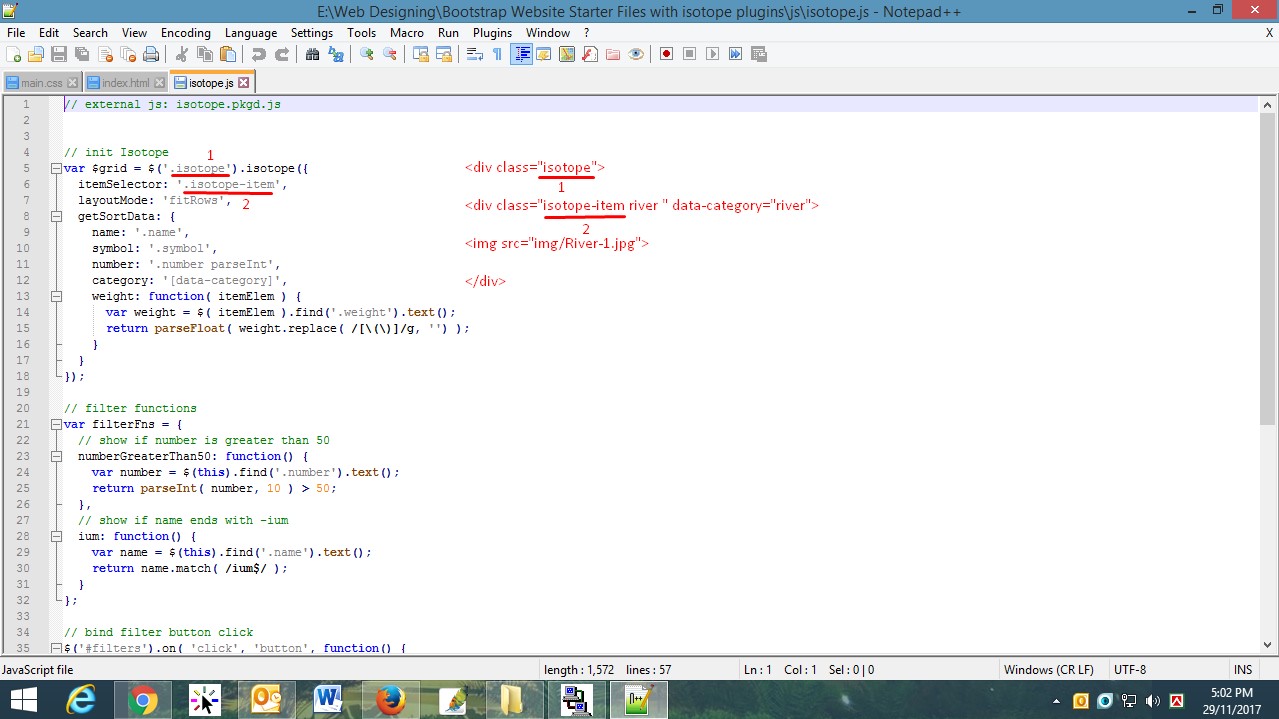 E:\Web Designing\Bootstrap Website Starter Files with isotope plugins\js\isotope.js - Notepad++
File Edit Search View Encoding Language Settings Tools Macro Run Plugins Window ? X
main.css index.html isotope.js
1 // external js: isotope.pkgd.js
2
3
4 // init Isotope
1
5 var $grid = $('.isotope').isotope({
6 itemSelector: '.isotope-item',
7 layoutMode: 'fitRows',
2
8 getSortData: {
9 name: '.name',
10 symbol: '.symbol',
11 number: '.number parseInt',
12 category: '[data-category]',
13 weight: function( itemElem ) {
14 var weight = $( itemElem ).find('.weight').text();
15 return parseFloat( weight.replace( /[\(\)]/g, '') );
16 }
17 }
18 });
19
20 // filter functions
21 var filterFns = {
22 // show if number is greater than 50
23 numberGreaterThan50: function() {
24 var number = $(this).find('.number').text();
25 return parseInt( number, 10 ) > 50;
26 },
27 // show if name ends with -ium
28 ium: function() {
29 var name = $(this).find('.name').text();
30 return name.match( /ium$/ );
31 }
32 };
33
34 // bind filter button click
35 $('#filters').on( 'click', 'button', function() {
<div class="isotope">
1
<div class="isotope-item river " data-category="river">
2
<img src="img/River-1.jpg">
</div>
JavaScript file length : 1,572 lines : 57 Ln : 1 Col : 1 Sel : 0 | 0 Windows (CR LF) UTF-8 INS
5:02 PM
29/11/2017